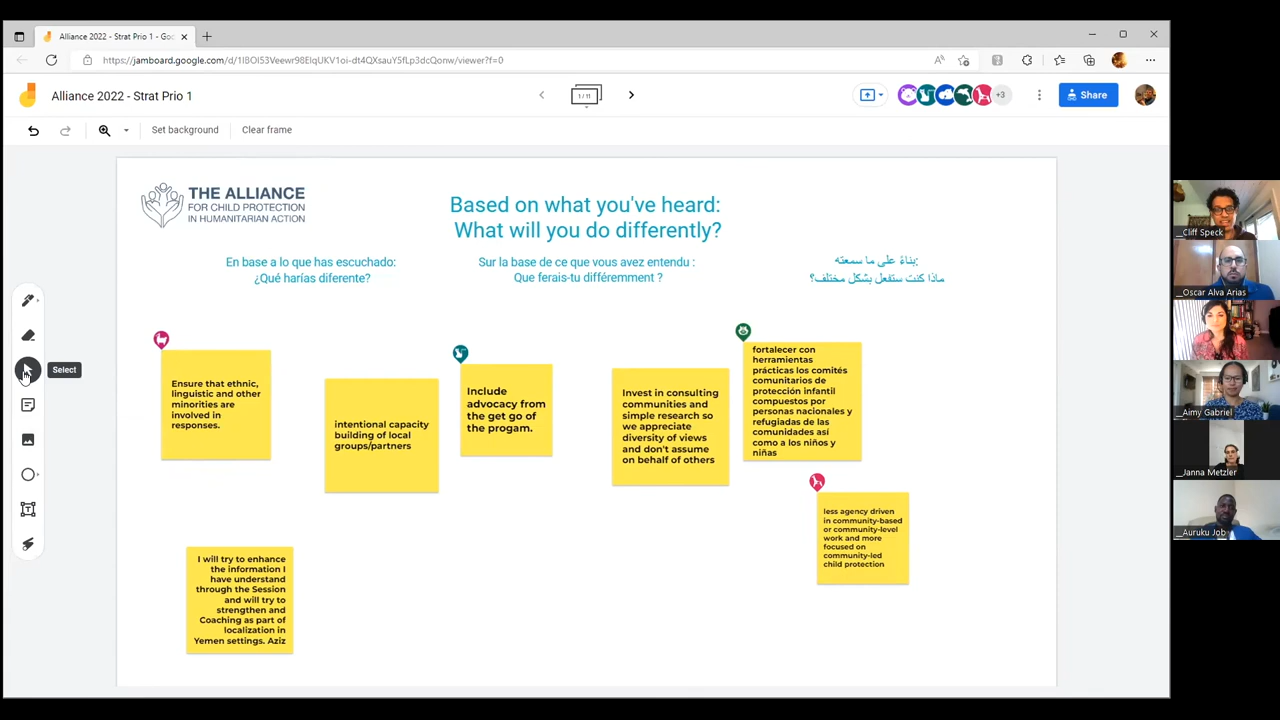 Alliance 2022 - Strat Prio 1 - Goo
https://jamboard.google.com/d/
Alliance 2022 - Strat Prio 1
1 / 11
+3
Share
Set background
Clear frame
THE ALLIANCE
FOR CHILD PROTECTION
IN HUMANITARIAN ACTION
Based on what you've heard:
What will you do differently?
En base a lo que has escuchado:
¿Qué harías diferente?
Sur la base de ce que vous avez entendu :
Que ferais-tu différemment ?
بناءً على ما سمعته:
ماذا كنت ستفعل بشكل مختلف؟
Select
Ensure that ethnic,
linguistic and other
minorities are
involved in
responses.
intentional capacity
building of local
groups/partners
Include
advocacy from
the get go of
the progam.
Invest in consulting
communities and
simple research so
we appreciate
diversity of views
and don't assume
on behalf of others
fortalecer con
herramientas
prácticas los comités
comunitarios de
protección infantil
compuestos por
personas nacionales y
refugiadas de las
comunidades así
como a los niños y
niñas
less agency driven
in community-based
or community-level
work and more
focused on
community-led
child protection
I will try to enhance
the information I
have understand
through the Session
and will try to
strengthen and
Coaching as part of
localization in
Yemen settings. Aziz
__Cliff Speck
__Oscar Alva Arias
__Aimy Gabriel
__Janna Metzler
__Auruku Job